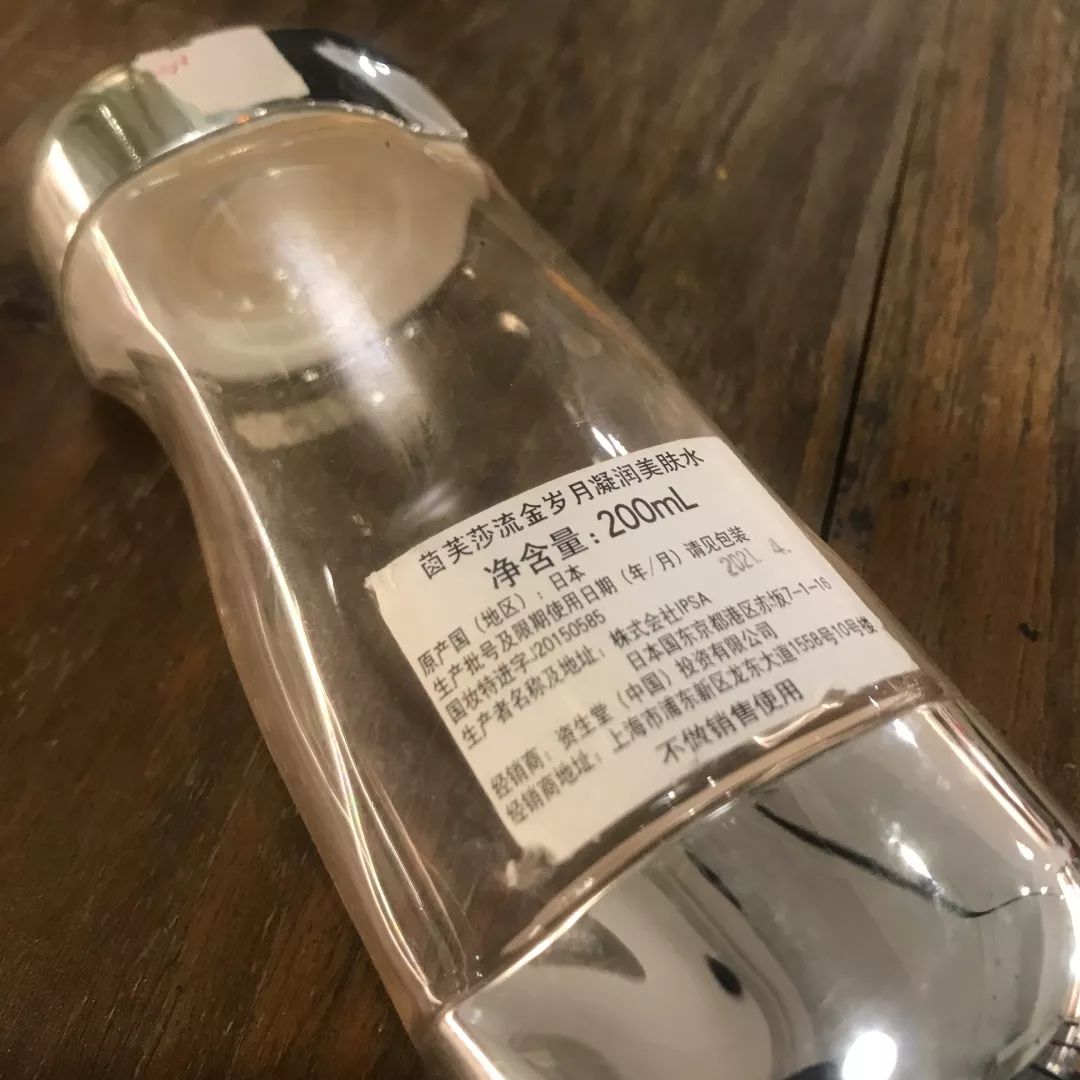 茵芙莎流金岁月凝润美肤水
净含量：200mL
原产国（地区）：日本
生产批号及限期使用日期（年/月）请见包装
2021. 4.
国妆特进字J20150585
生产者名称及地址：株式会社IPSA
日本国东京都港区赤坂7-1-16
经销商：资生堂（中国）投资有限公司
经销商地址：上海市浦东新区龙东大道1558号10号楼
不做销售使用